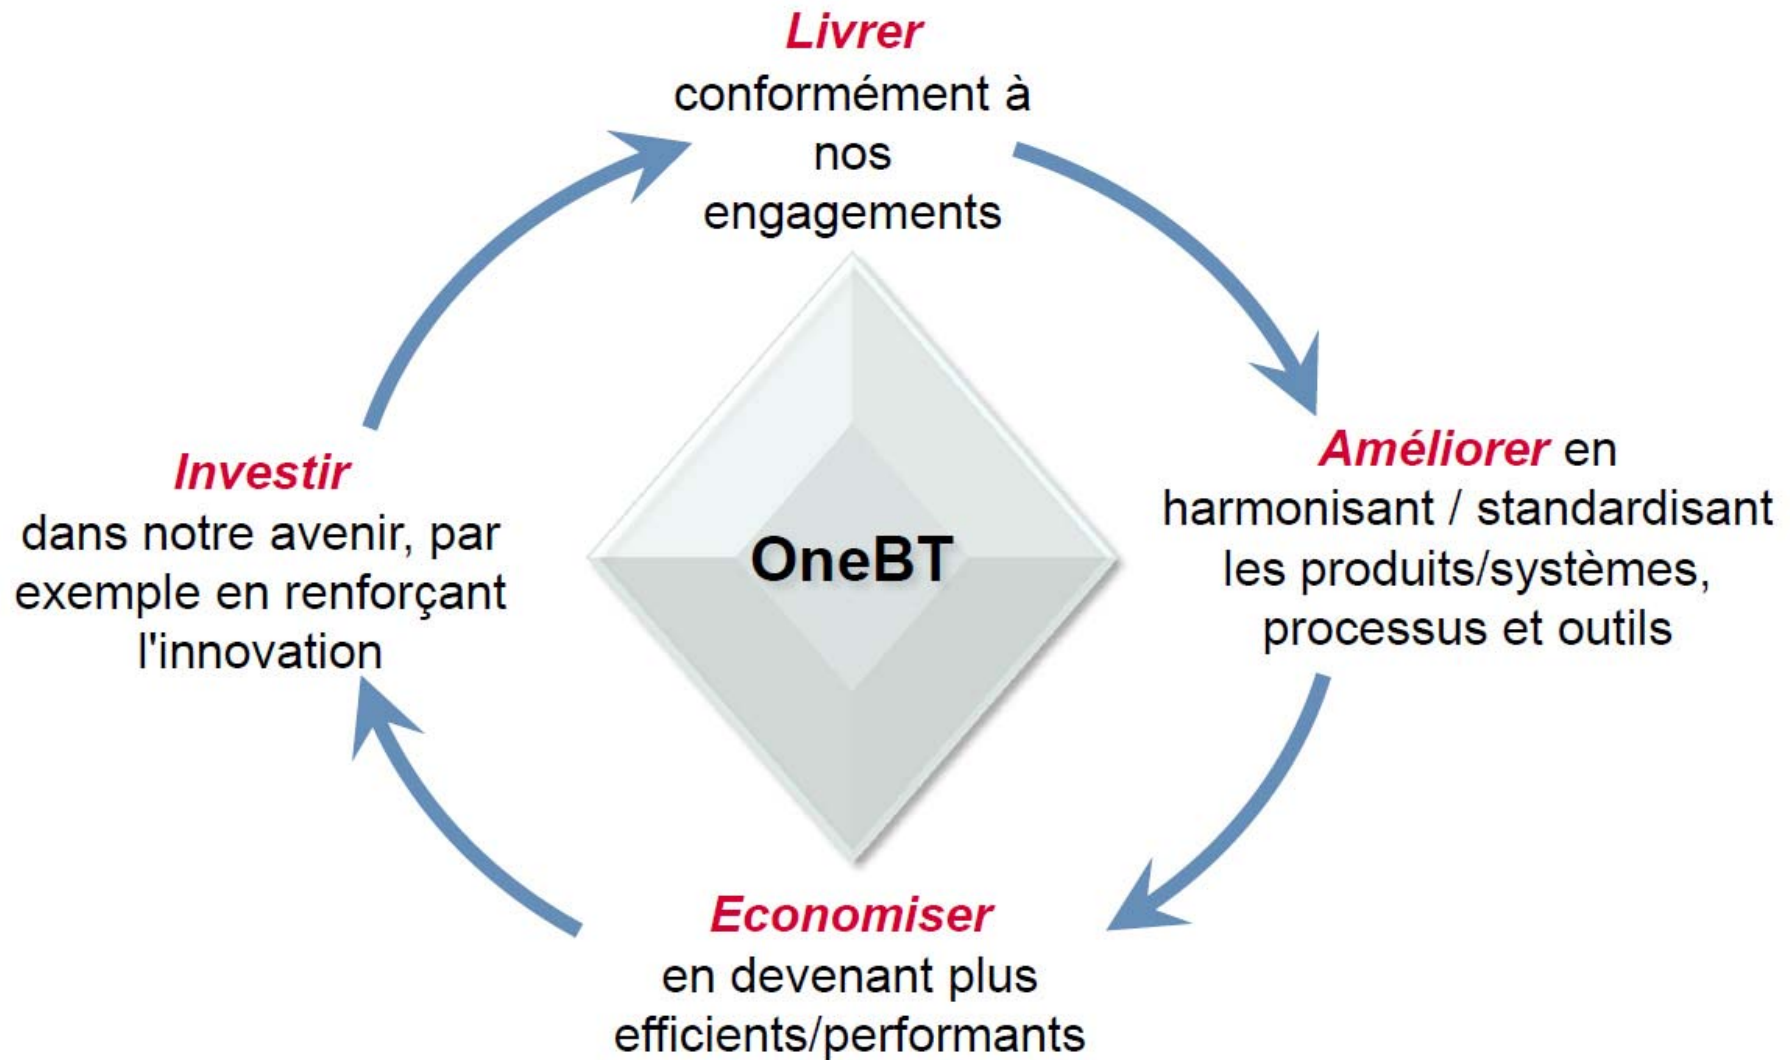 Livrer
conformément à
nos
engagements
Améliorer en
harmonisant / standardisant
les produits/systèmes,
processus et outils
Economiser
en devenant plus
efficients/performants
Investir
dans notre avenir, par
exemple en renforçant
l'innovation
OneBT